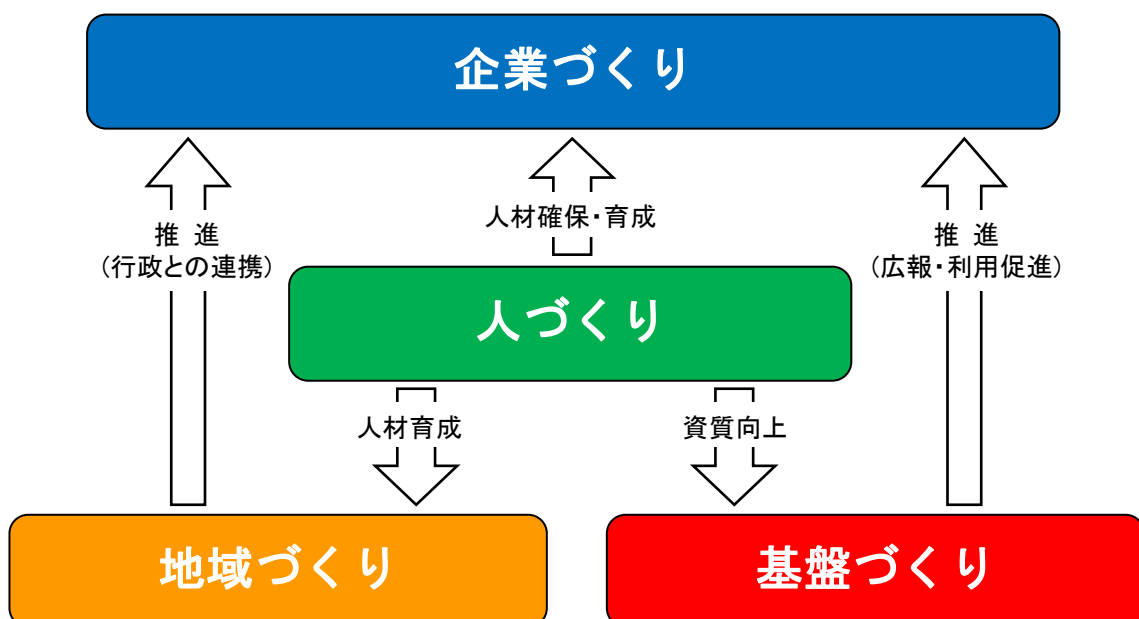 企業づくり
人材確保・育成
推 進
(行政との連携)
推 進
(広報・利用促進)
人づくり
人材育成
資質向上
地域づくり
基盤づくり